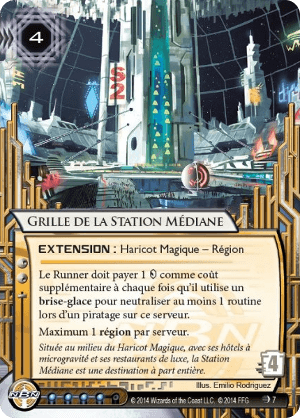 4
S2
GRILLE DE LA STATION MÉDIANE
EXTENSION : Haricot Magique – Région
Le Runner doit payer 1 comme coût
supplémentaire à chaque fois qu'il utilise un
brise-glace pour neutraliser au moins 1 routine
lors d'un piratage sur ce serveur.
Maximum 1 région par serveur.
Située au milieu du Haricot Magique, avec ses hôtels à
microgravité et ses restaurants de luxe, la Station
Médiane est une destination à part entière.
4
Illus. Emilio Rodriguez
NBN
© 2014 Wizards of the Coast LLC. © 2014 FFG
7